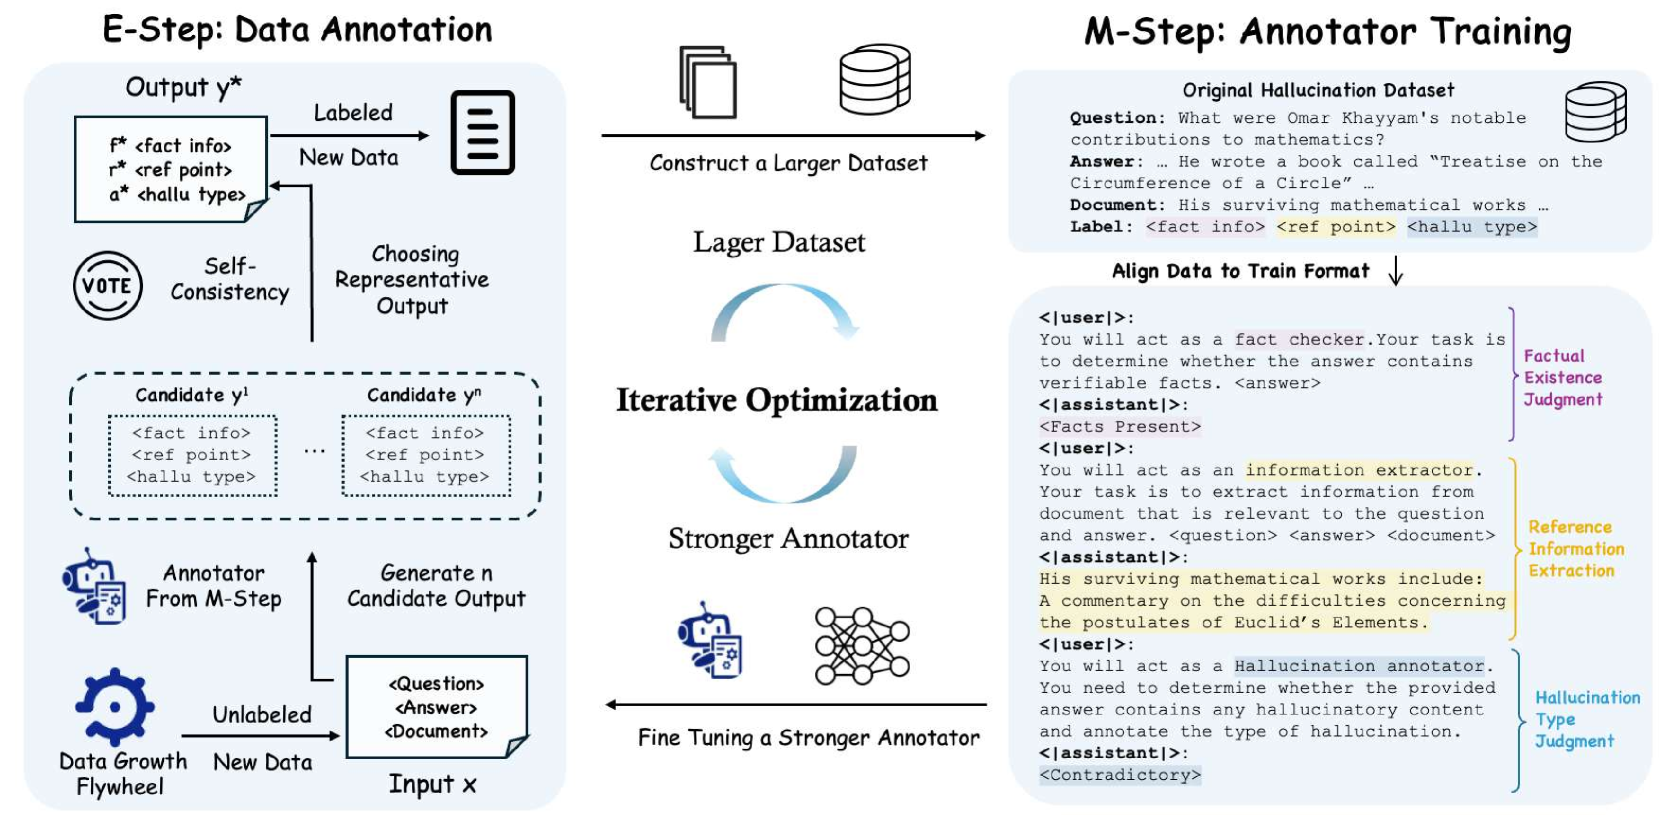 E-Step: Data Annotation
Output y*
f* <fact info>
r* <ref point>
a* <hallu type>
Labeled
New Data
VOTE
Self-
Consistency
Choosing
Representative
Output
Candidate y¹
<fact info>
<ref point>
<hallu type>
...
Candidate yⁿ
<fact info>
<ref point>
<hallu type>
Annotator
From M-Step
Generate n
Candidate Output
Data Growth
Flywheel
Unlabeled
New Data
<Question>
<Answer>
<Document>
Input x
Construct a Larger Dataset
Lager Dataset
Iterative Optimization
Stronger Annotator
Fine Tuning a Stronger Annotator
M-Step: Annotator Training
Original Hallucination Dataset
Question: What were Omar Khayyam's notable
contributions to mathematics?
Answer: … He wrote a book called “Treatise on the
Circumference of a Circle” …
Document: His surviving mathematical works …
Label: <fact info> <ref point> <hallu type>
Align Data to Train Format
<|user|>:
You will act as a fact checker.Your task is
to determine whether the answer contains
verifiable facts. <answer>
<|assistant|>:
<Facts Present>
Factual
Existence
Judgment
<|user|>:
You will act as an information extractor.
Your task is to extract information from
document that is relevant to the question
and answer. <question> <answer> <document>
<|assistant|>:
His surviving mathematical works include:
A commentary on the difficulties concerning
the postulates of Euclid’s Elements.
Reference
Information
Extraction
<|user|>:
You will act as a Hallucination annotator.
You need to determine whether the provided
answer contains any hallucinatory content
and annotate the type of hallucination.
<|assistant|>:
<Contradictory>
Hallucination
Type
Judgment